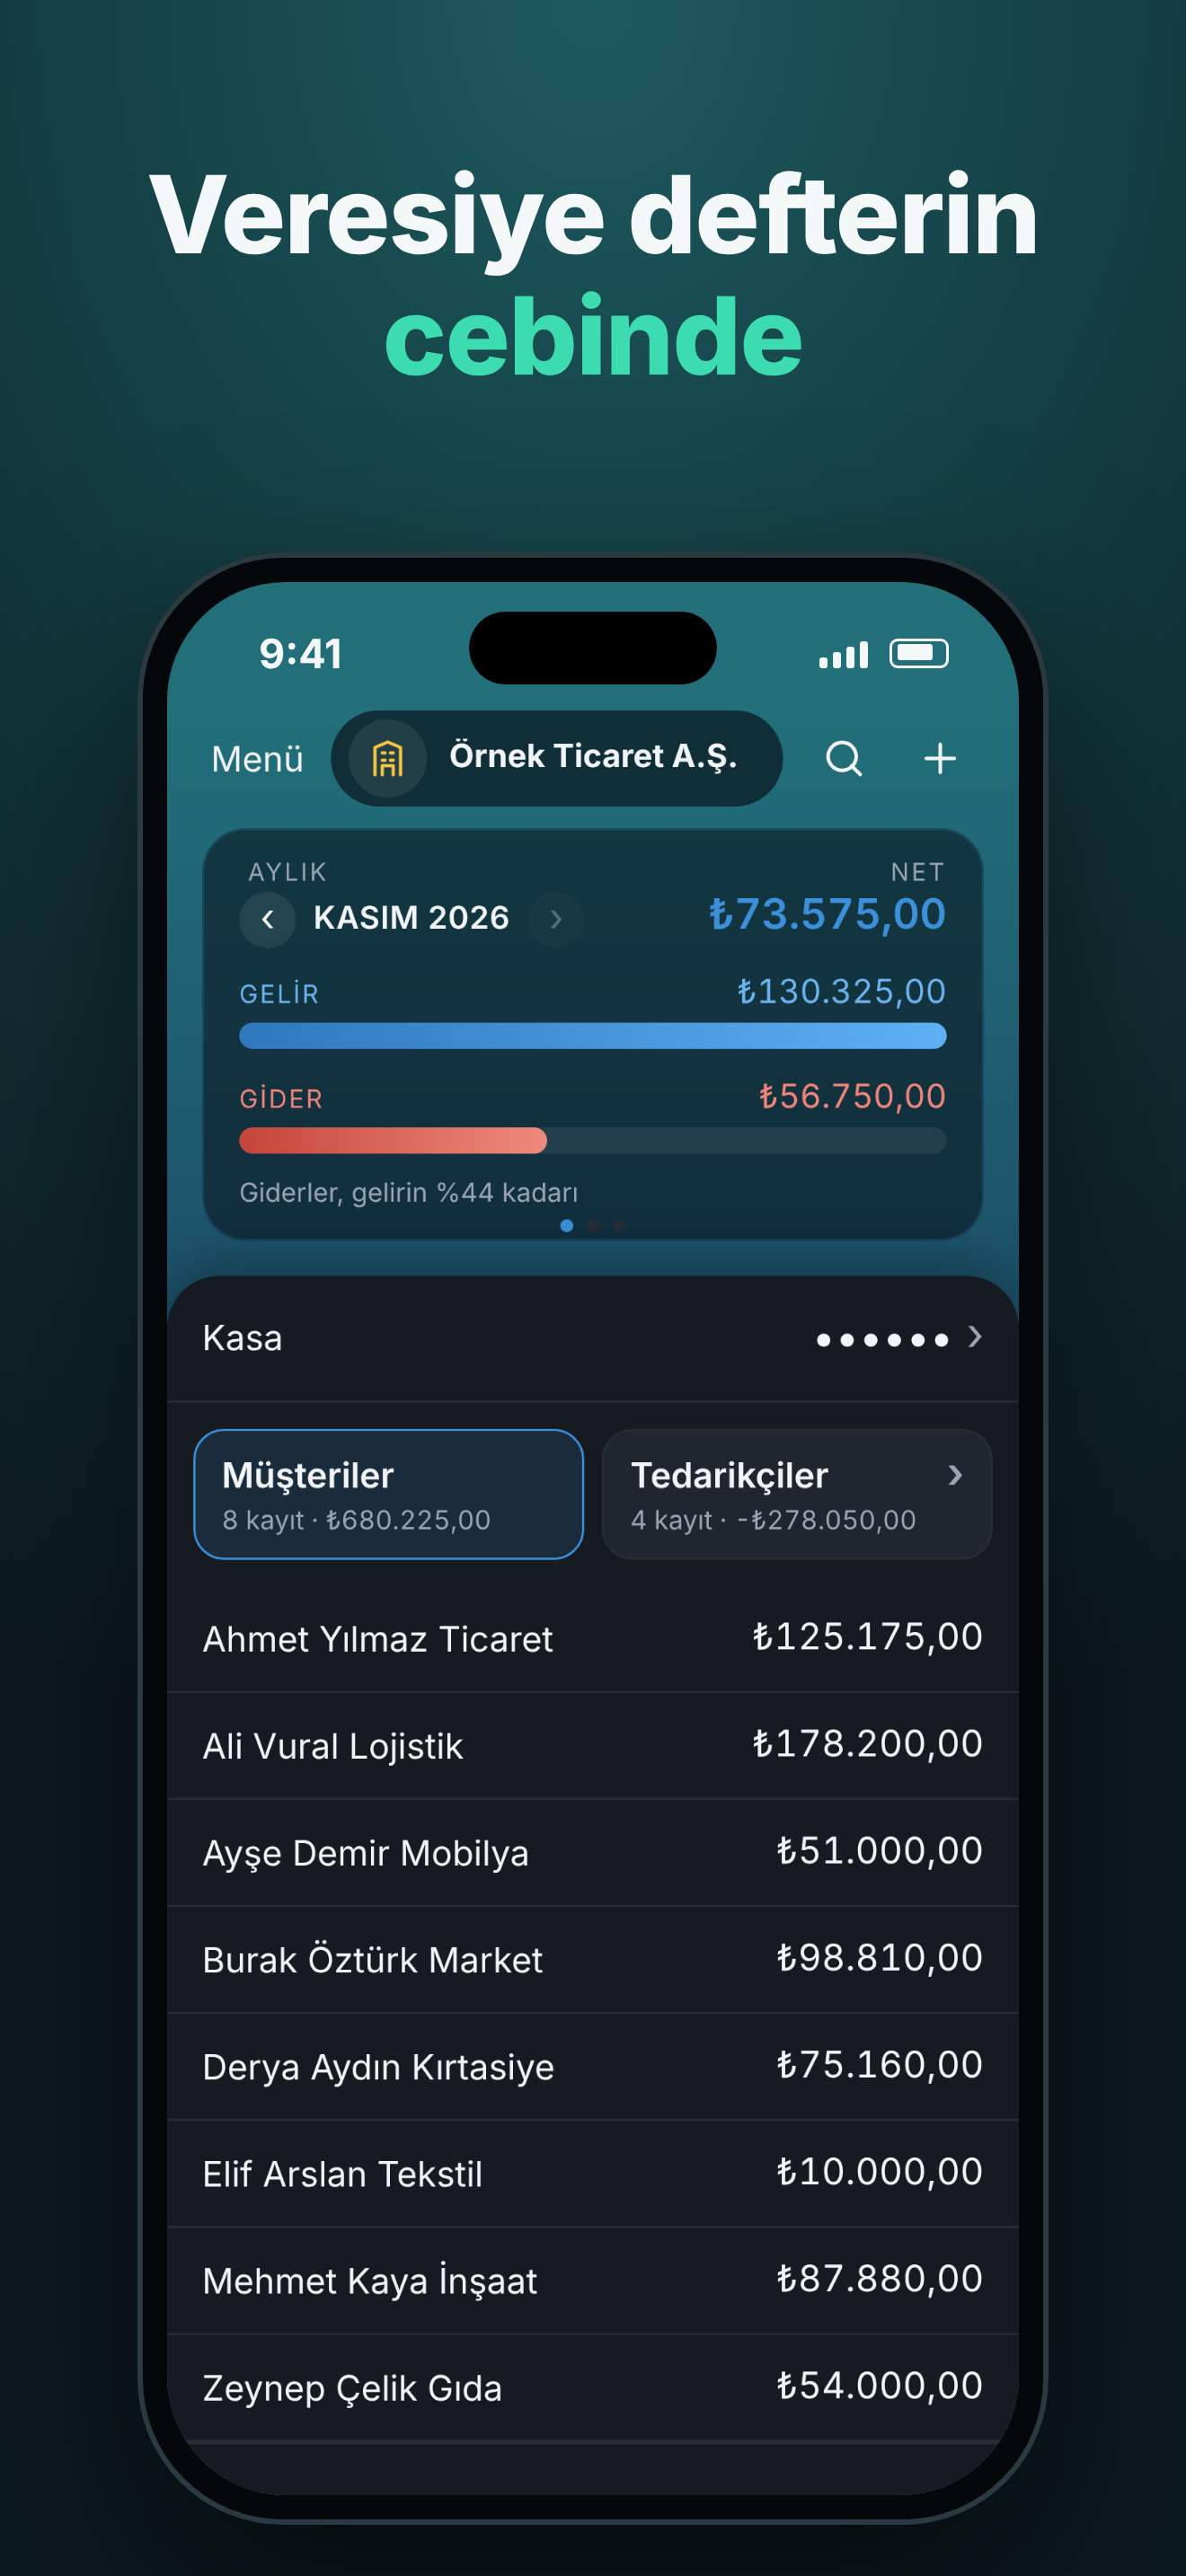 Veresiye defterin
cebinde
9:41
Menü
Örnek Ticaret A.Ş.
AYLIK
NET
KASIM 2026
₺73.575,00
GELİR
₺130.325,00
GİDER
₺56.750,00
Giderler, gelirin %44 kadarı
Kasa
Müşteriler
8 kayıt · ₺680.225,00
Tedarikçiler
4 kayıt · -₺278.050,00
Ahmet Yılmaz Ticaret ₺125.175,00
Ali Vural Lojistik ₺178.200,00
Ayşe Demir Mobilya ₺51.000,00
Burak Öztürk Market ₺98.810,00
Derya Aydın Kırtasiye ₺75.160,00
Elif Arslan Tekstil ₺10.000,00
Mehmet Kaya İnşaat ₺87.880,00
Zeynep Çelik Gıda ₺54.000,00